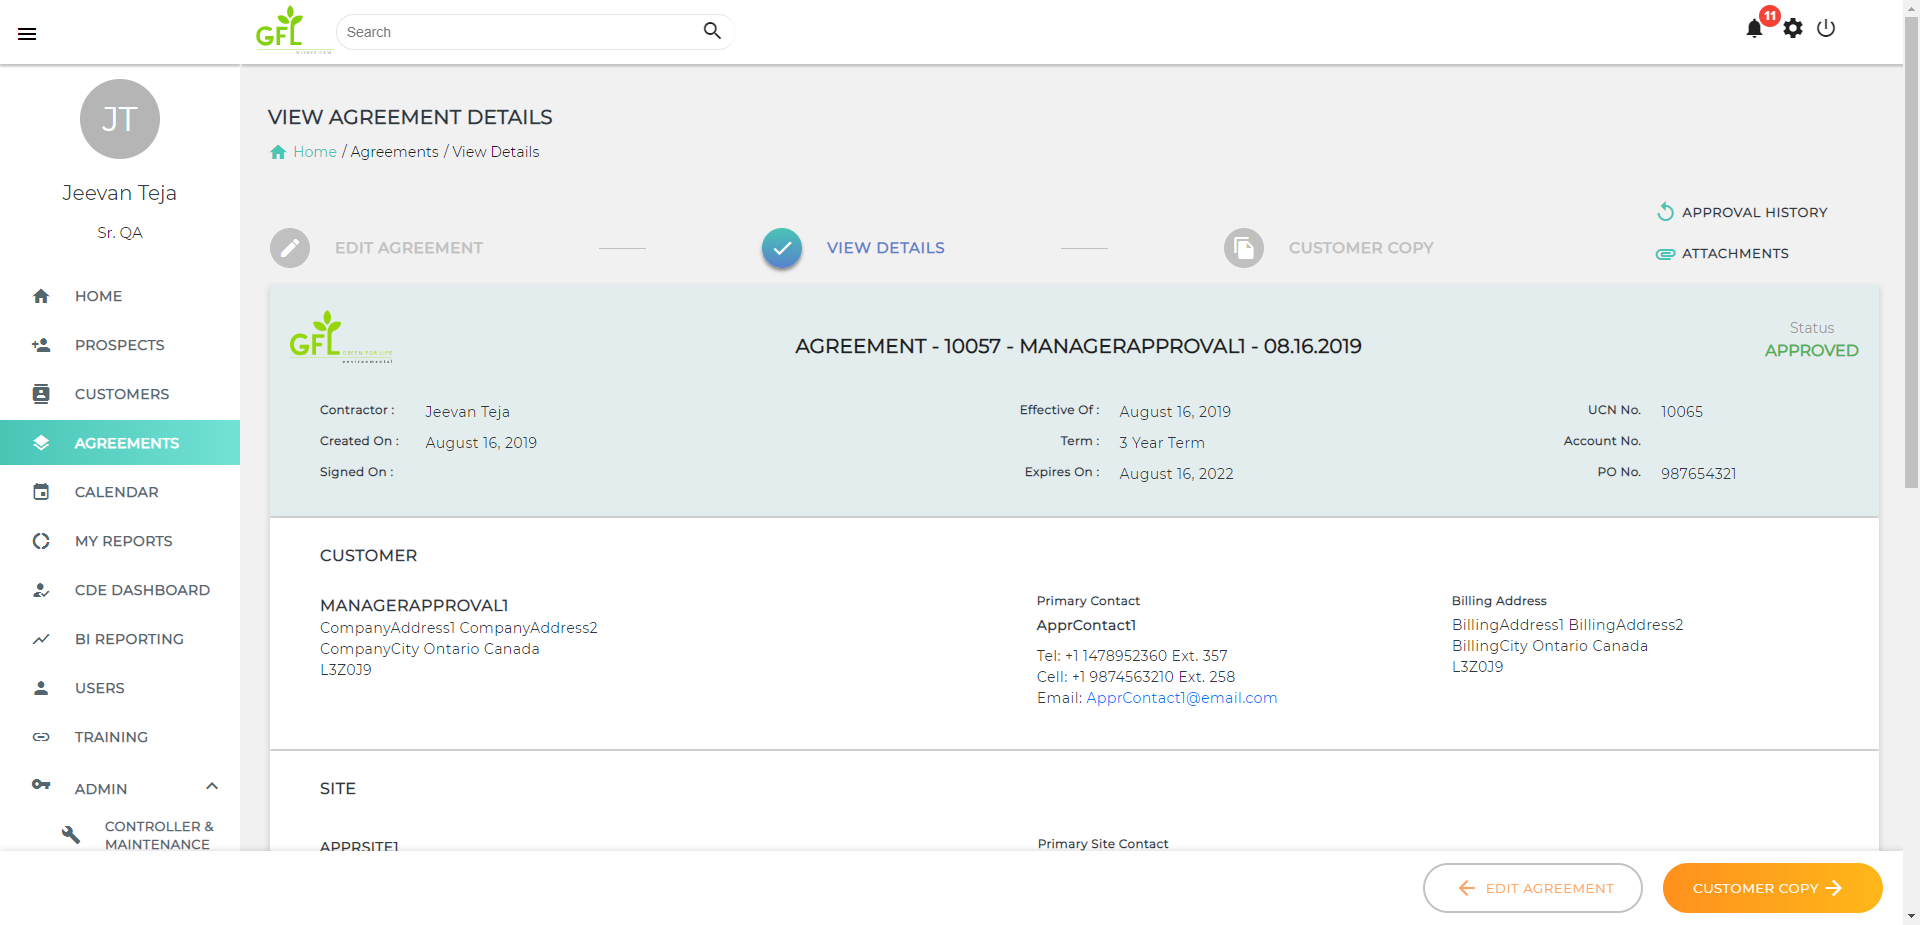 GFL
Search
11
JT
Jeevan Teja
Sr. QA
HOME
PROSPECTS
CUSTOMERS
AGREEMENTS
CALENDAR
MY REPORTS
CDE DASHBOARD
BI REPORTING
USERS
TRAINING
ADMIN
CONTROLLER &
MAINTENANCE
VIEW AGREEMENT DETAILS
Home / Agreements / View Details
APPROVAL HISTORY
ATTACHMENTS
EDIT AGREEMENT
VIEW DETAILS
CUSTOMER COPY
GFL GREEN FOR LIFE
environmental
AGREEMENT - 10057 - MANAGERAPPROVAL1 - 08.16.2019
Status
APPROVED
Contractor : Jeevan Teja
Created On : August 16, 2019
Signed On :
Effective Of : August 16, 2019
Term : 3 Year Term
Expires On : August 16, 2022
UCN No. 10065
Account No.
PO No. 987654321
CUSTOMER
MANAGERAPPROVAL1
CompanyAddress1 CompanyAddress2
CompanyCity Ontario Canada
L3Z0J9
Primary Contact
ApprContact1
Tel: +1 1478952360 Ext. 357
Cell: +1 9874563210 Ext. 258
Email: ApprContact1@email.com
Billing Address
BillingAddress1 BillingAddress2
BillingCity Ontario Canada
L3Z0J9
SITE
APPRSITE1
Primary Site Contact
EDIT AGREEMENT
CUSTOMER COPY